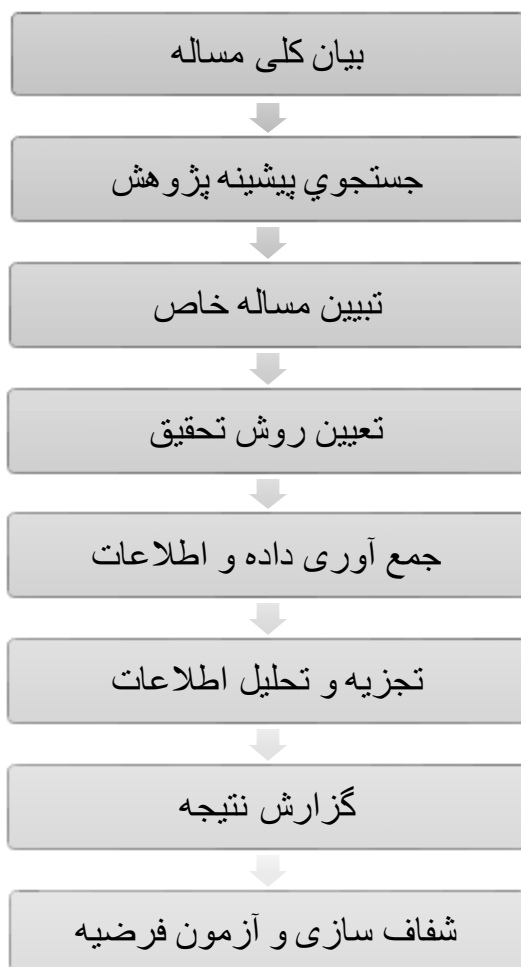 بیان کلی مساله
جستجوي پیشینه پژوهش
تبیین مساله خاص
تعیین روش تحقیق
جمع آوری داده و اطلاعات
تجزیه و تحلیل اطلاعات
گزارش نتیجه
شفاف سازی و آزمون فرضیه